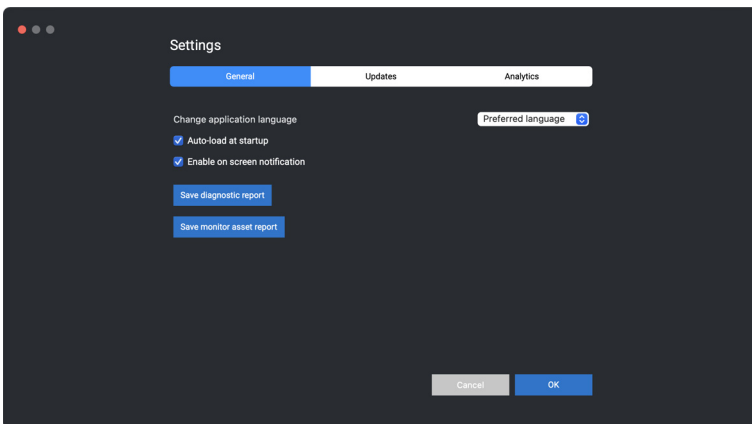 Settings
General Updates Analytics
Change application language Preferred language
Auto-load at startup
Enable on screen notification
Save diagnostic report
Save monitor asset report
Cancel OK